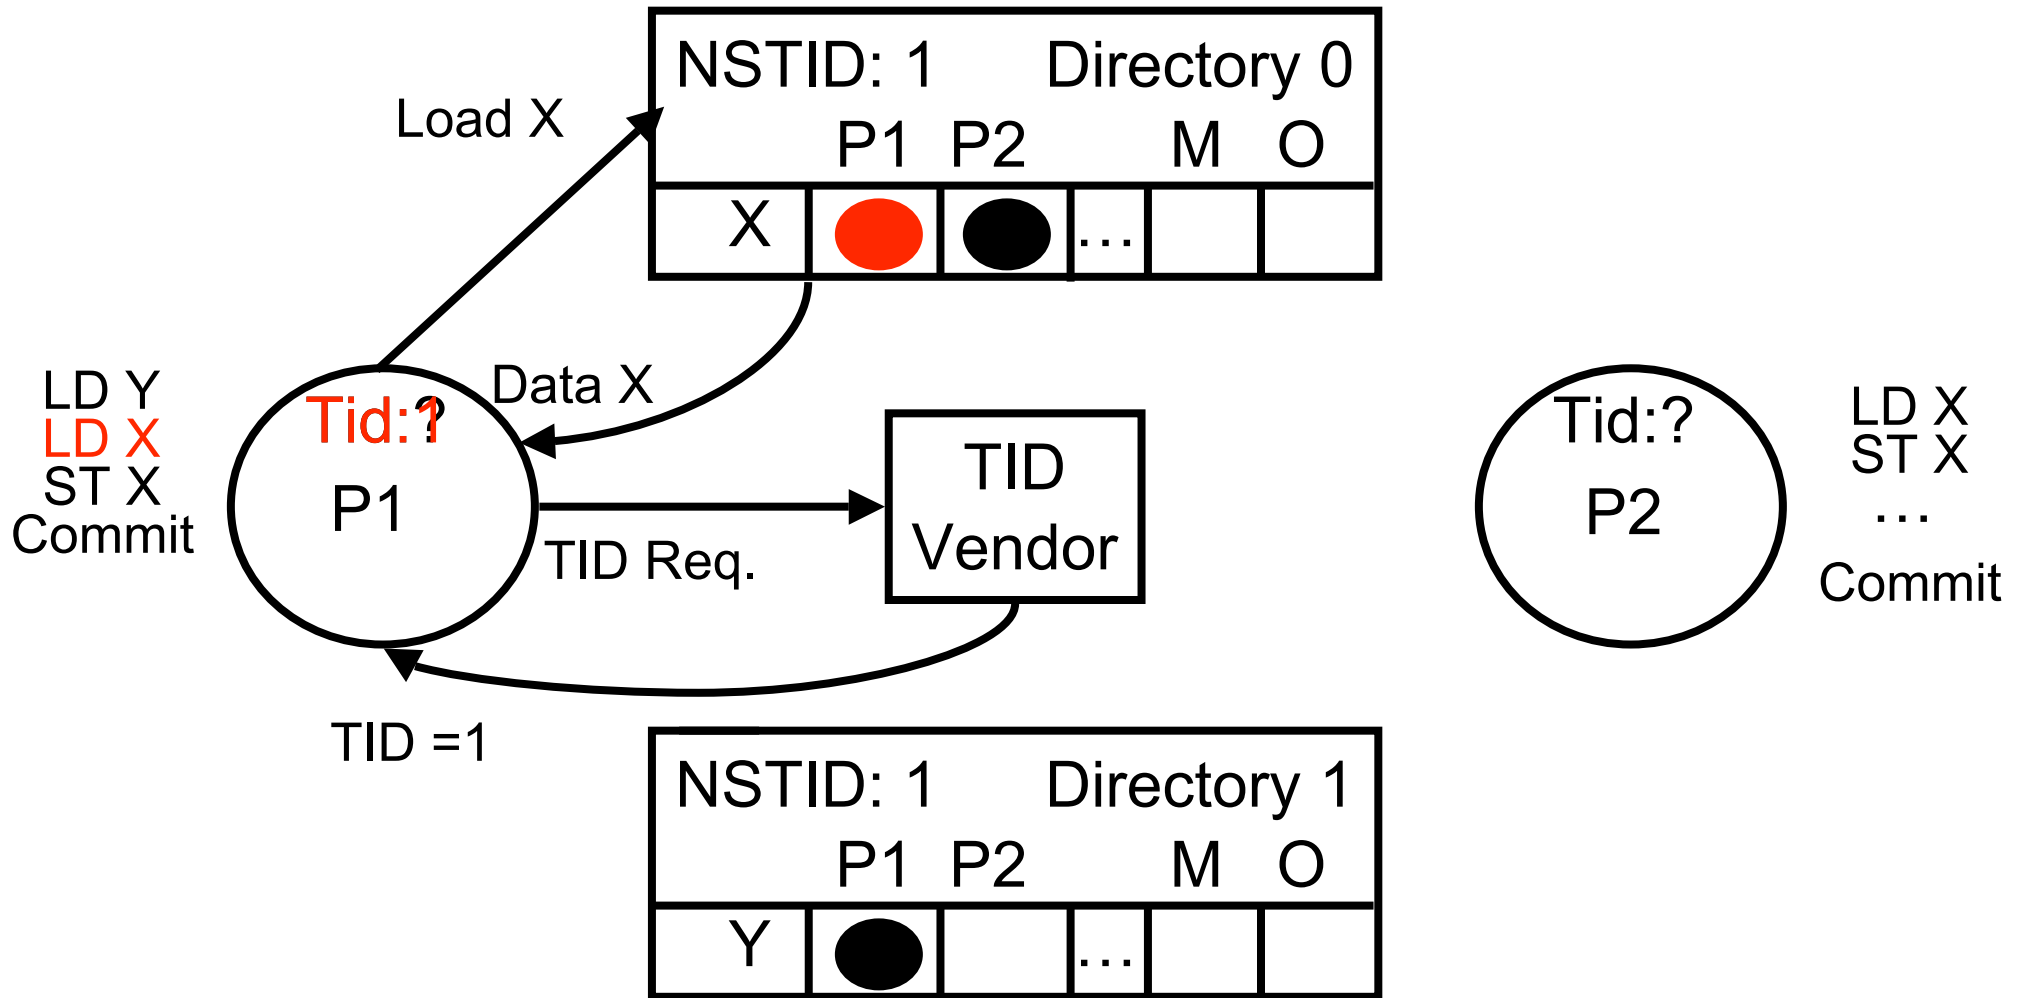 NSTID: 1 Directory 0
P1 P2 M O
X ...
Load X
Data X
LD Y
LD X
ST X
Commit
Tid:?
Tid:1
P1
TID Req.
TID
Vendor
TID =1
Tid:?
P2
LD X
ST X
...
Commit
NSTID: 1 Directory 1
P1 P2 M O
Y ...